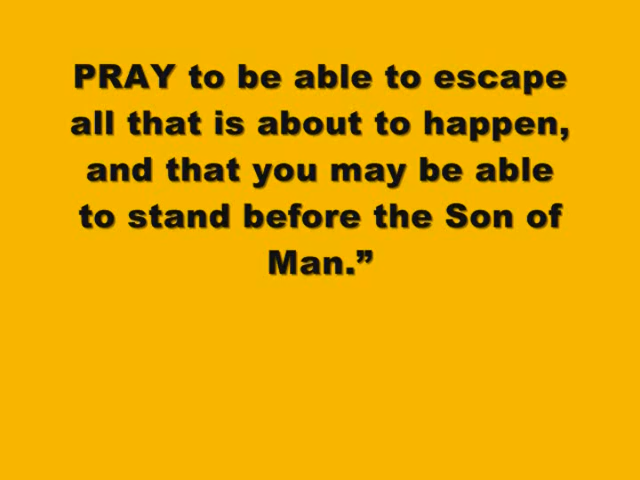 PRAY to be able to escape
all that is about to happen,
and that you may be able
to stand before the Son of
Man.”